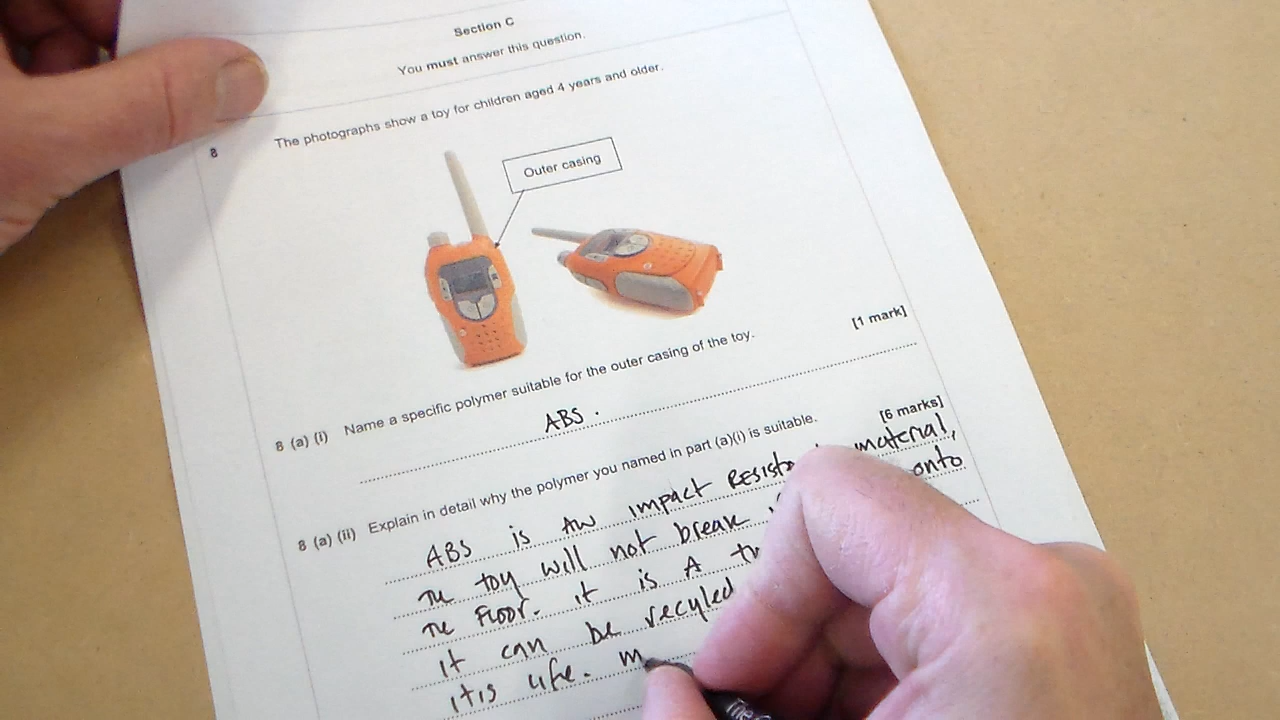 Section C
You must answer this question.
8 The photographs show a toy for children aged 4 years and older.
Outer casing
8 (a) (i) Name a specific polymer suitable for the outer casing of the toy.
[1 mark]
ABS.
8 (a) (ii) Explain in detail why the polymer you named in part (a)(i) is suitable.
[6 marks]
ABS is AN impact RESISTA material,
THE toy will not break onto
THE FLOOR. it is A
it can be recyled
itis life. M